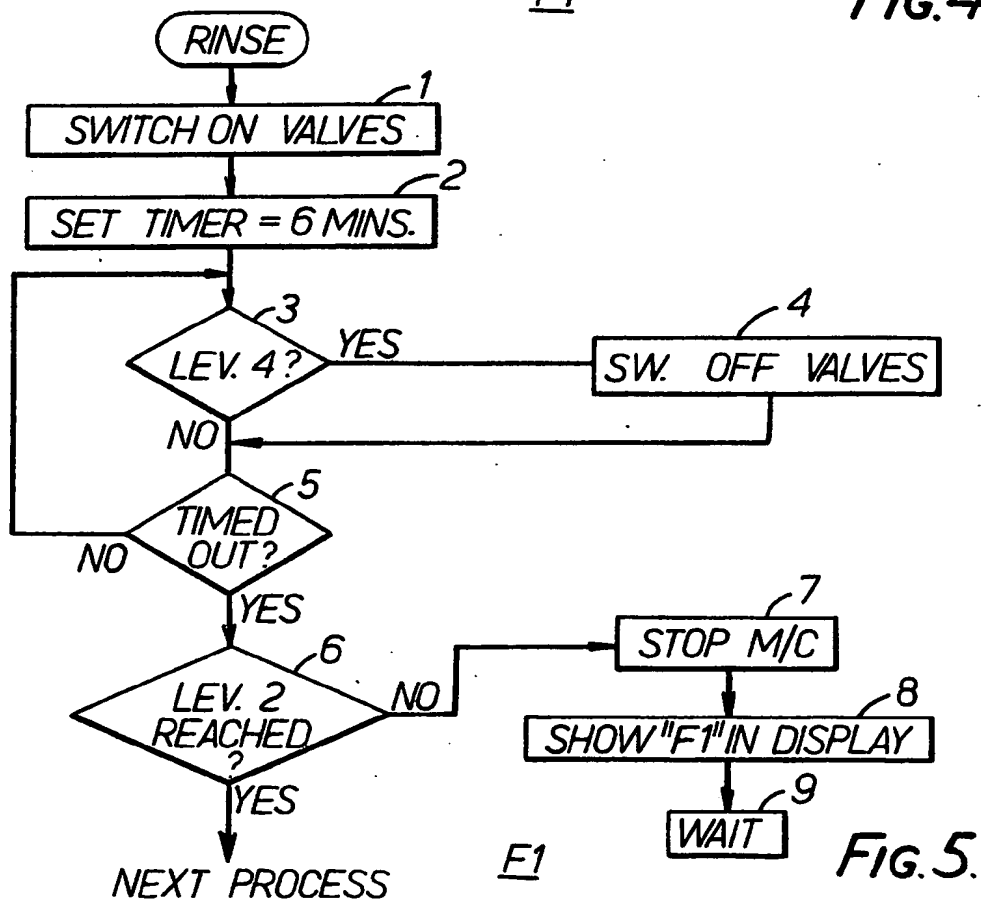 FIG. 4
RINSE
1
SWITCH ON VALVES
2
SET TIMER = 6 MINS.
3
LEV. 4?
YES
4
SW. OFF VALVES
NO
5
TIMED
OUT?
NO
YES
6
LEV. 2
REACHED
?
NO
7
STOP M/C
8
SHOW "F1" IN DISPLAY
9
WAIT
YES
NEXT PROCESS
F1
FIG. 5.